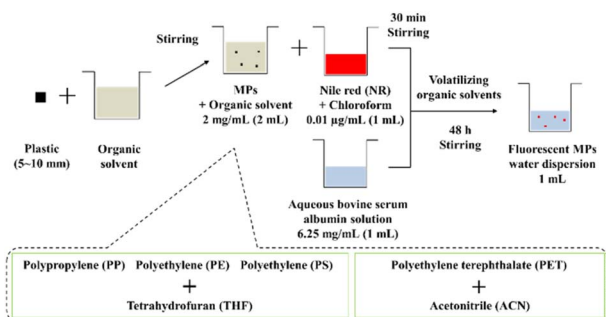 Stirring
30 min
Stirring
MPs
+ Organic solvent
2 mg/mL (2 mL)
Nile red (NR)
+ Chloroform
0.01 μg/mL (1 mL)
Volatilizing
organic solvents
48 h
Stirring
Plastic
(5~10 mm)
Organic
solvent
Fluorescent MPs
water dispersion
1 mL
Aqueous bovine serum
albumin solution
6.25 mg/mL (1 mL)
Polypropylene (PP) Polyethylene (PE) Polyethylene (PS)
+
Tetrahydrofuran (THF)
Polyethylene terephthalate (PET)
+
Acetonitrile (ACN)